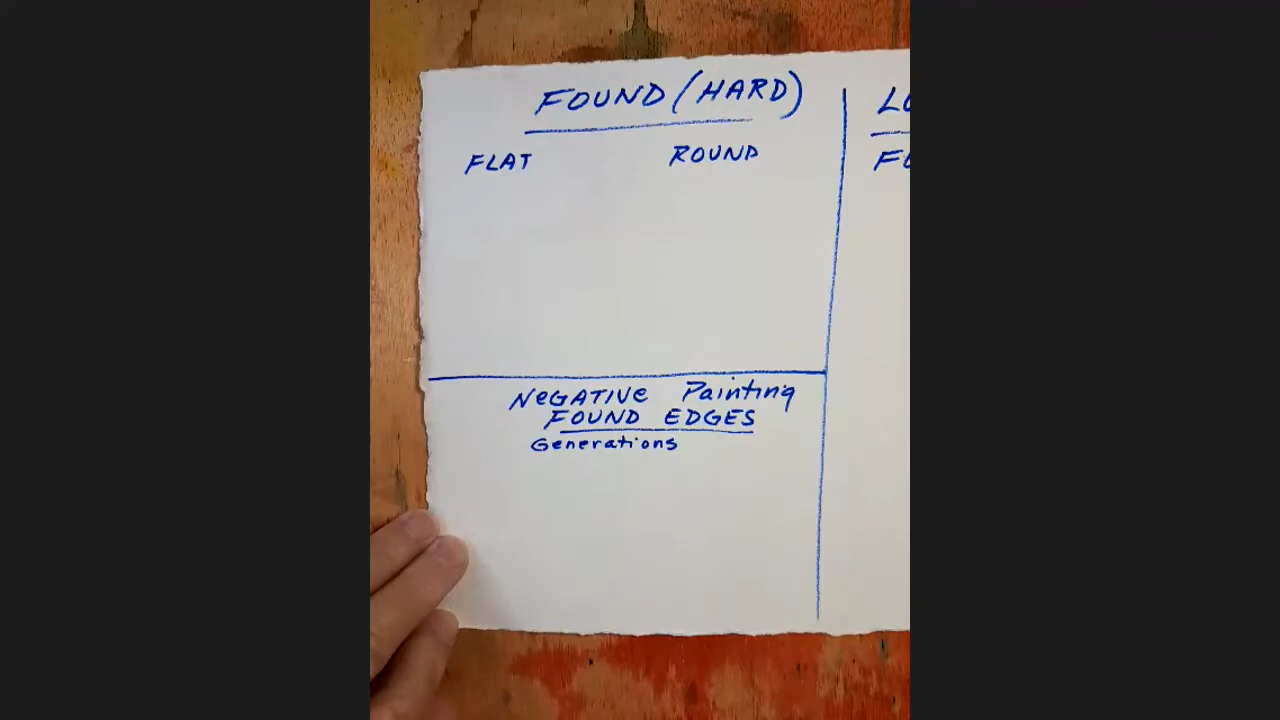 FOUND (HARD)
FLAT ROUND
NeGATIVe Painting
FOUND EDGES
Generations